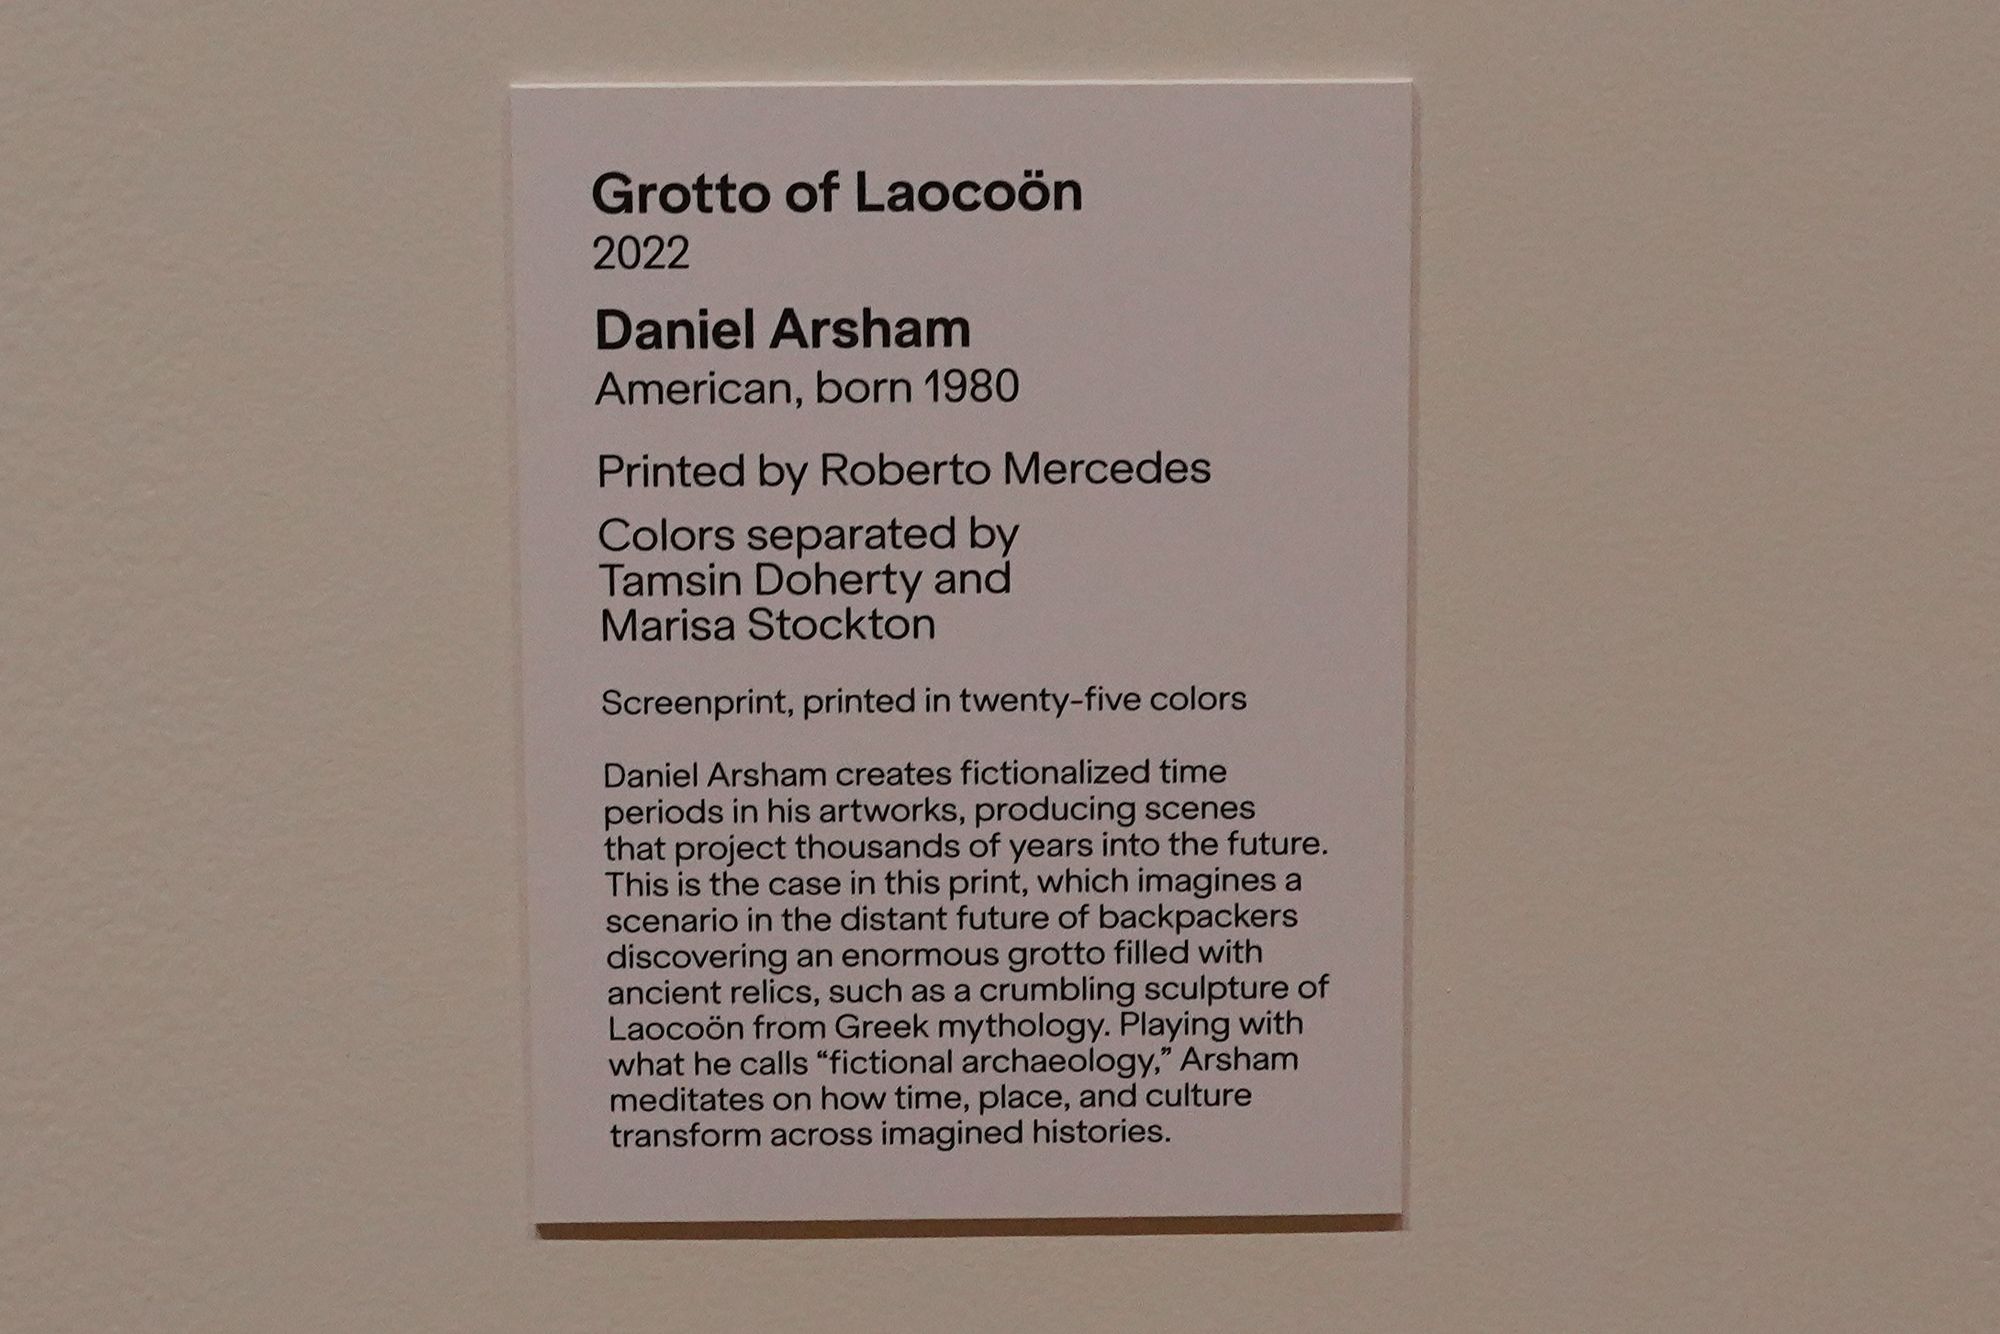 Grotto of Laocoön
2022
Daniel Arsham
American, born 1980
Printed by Roberto Mercedes
Colors separated by
Tamsin Doherty and
Marisa Stockton
Screenprint, printed in twenty-five colors
Daniel Arsham creates fictionalized time
periods in his artworks, producing scenes
that project thousands of years into the future.
This is the case in this print, which imagines a
scenario in the distant future of backpackers
discovering an enormous grotto filled with
ancient relics, such as a crumbling sculpture of
Laocoön from Greek mythology. Playing with
what he calls “fictional archaeology,” Arsham
meditates on how time, place, and culture
transform across imagined histories.